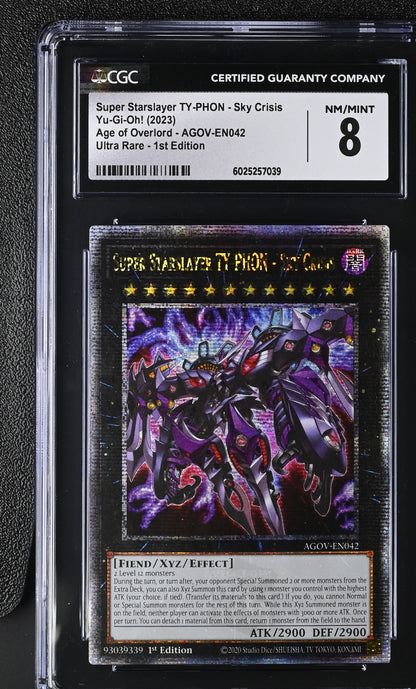 CGC
CERTIFIED GUARANTY COMPANY
Super Starslayer TY-PHON - Sky Crisis
Yu-Gi-Oh! (2023)
Age of Overlord - AGOV-EN042
Ultra Rare - 1st Edition
NM/MINT
8
6025257039
SUPER STARSLAYER TY-PHON - SKY CRISIS
DARK
闇
AGOV-EN042
[FIEND/XYZ/EFFECT]
2 Level 12 monsters
During the turn, or turn after, your opponent Special Summoned 2 or more monsters from the
Extra Deck, you can also Xyz Summon this card by using 1 monster you control with the highest
ATK (your choice, if tied). (Transfer its materials to this card.) If you do, you cannot Normal
or Special Summon monsters for the rest of this turn. While this Xyz Summoned monster is
on the field, neither player can activate the effects of monsters with 3000 or more ATK. Once
per turn: You can detach 1 material from this card; return 1 monster from the field to the hand.
ATK/2900 DEF/2900
93039339 1st Edition ©2020 Studio Dice/SHUEISHA, TV TOKYO, KONAMI